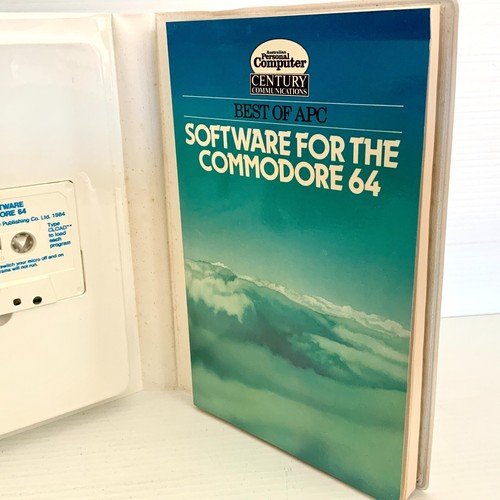 TWARE
ORE 64
Publishing Co. Ltd. 1984
Type
CLOAD""
to load
each
program
switch your micro off and on
rams will not run.
Australian
Personal
Computer
CENTURY
COMMUNICATIONS
BEST OF APC
SOFTWARE FOR THE
COMMODORE 64